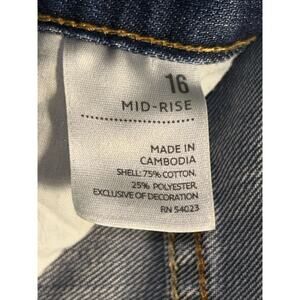 16
MID-RISE
MADE IN
CAMBODIA
SHELL: 75% COTTON,
25% POLYESTER,
EXCLUSIVE OF DECORATION
RN 54023